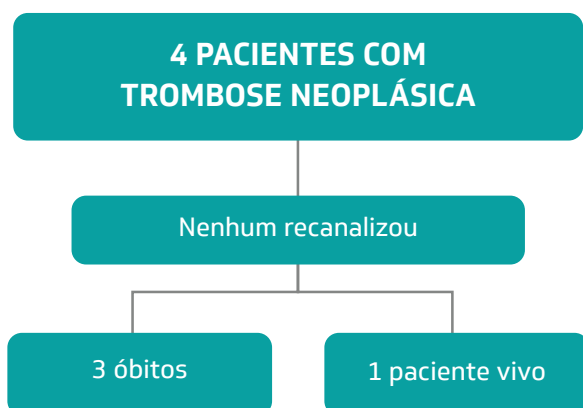 4 PACIENTES COM
TROMBOSE NEOPLÁSICA
Nenhum recanalizou
3 óbitos
1 paciente vivo